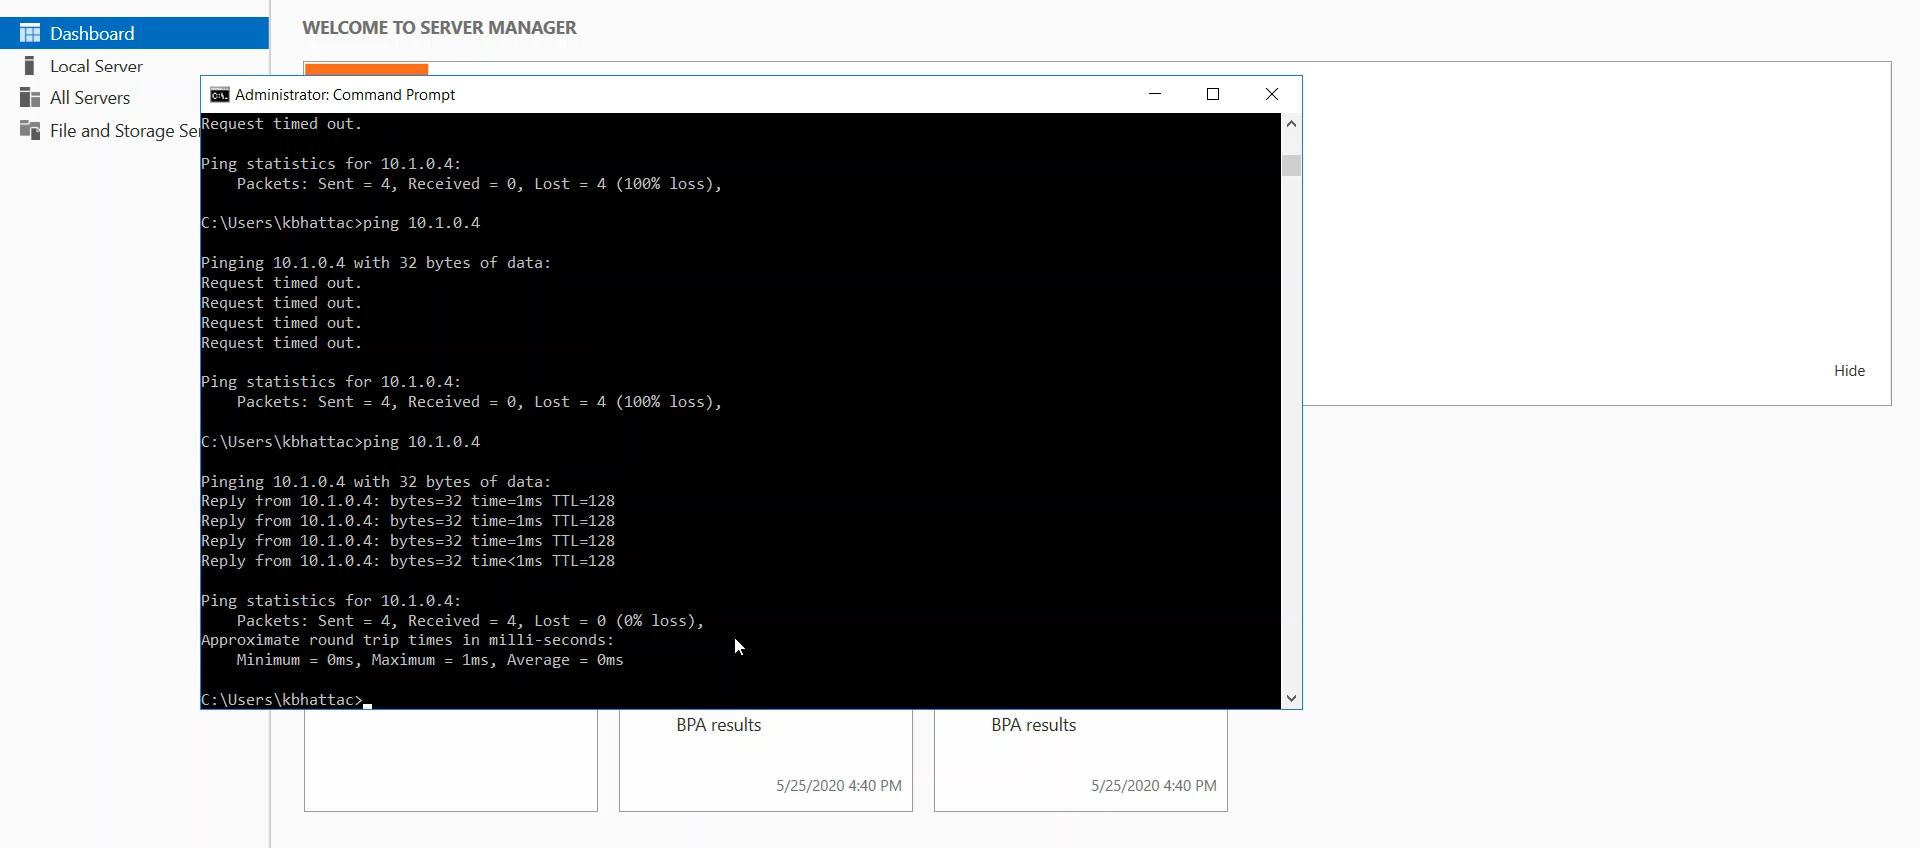 Dashboard
Local Server
All Servers
File and Storage Se
WELCOME TO SERVER MANAGER
Administrator: Command Prompt
Request timed out.
Ping statistics for 10.1.0.4:
Packets: Sent = 4, Received = 0, Lost = 4 (100% loss),
C:\Users\kbhattac>ping 10.1.0.4
Pinging 10.1.0.4 with 32 bytes of data:
Request timed out.
Request timed out.
Request timed out.
Request timed out.
Ping statistics for 10.1.0.4:
Packets: Sent = 4, Received = 0, Lost = 4 (100% loss),
C:\Users\kbhattac>ping 10.1.0.4
Pinging 10.1.0.4 with 32 bytes of data:
Reply from 10.1.0.4: bytes=32 time=1ms TTL=128
Reply from 10.1.0.4: bytes=32 time=1ms TTL=128
Reply from 10.1.0.4: bytes=32 time=1ms TTL=128
Reply from 10.1.0.4: bytes=32 time<1ms TTL=128
Ping statistics for 10.1.0.4:
Packets: Sent = 4, Received = 4, Lost = 0 (0% loss),
Approximate round trip times in milli-seconds:
Minimum = 0ms, Maximum = 1ms, Average = 0ms
C:\Users\kbhattac>
Hide
BPA results
5/25/2020 4:40 PM
BPA results
5/25/2020 4:40 PM